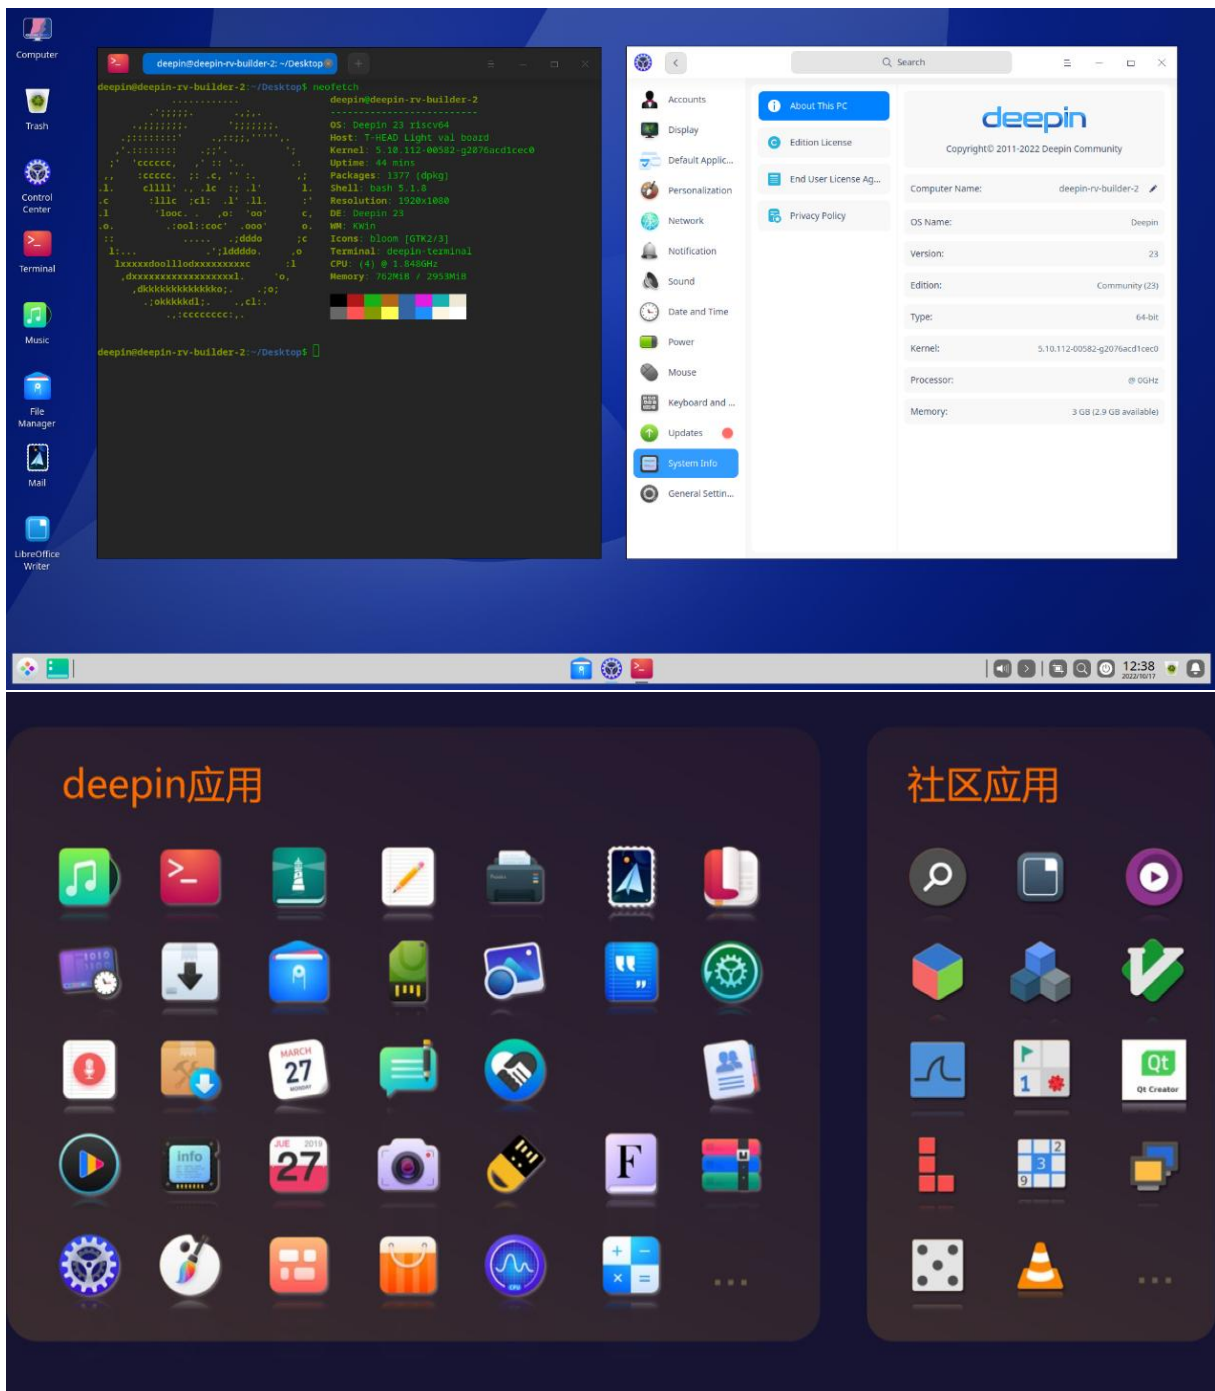 Computer
Trash
Control
Center
Terminal
Music
File
Manager
Mail
LibreOffice
Writer
deepin@deepin-rv-builder-2: ~/Desktop
deepin@deepin-rv-builder-2:~/Desktop$ neofetch
deepin@deepin-rv-builder-2
--------------------------
OS: Deepin 23 riscv64
Host: T-HEAD Light val board
Kernel: 5.10.112-00582-g2076acd1cec0
Uptime: 44 mins
Packages: 1377 (dpkg)
Shell: bash 5.1.8
Resolution: 1920x1080
DE: Deepin 23
WM: KWin
Icons: bloom [GTK2/3]
Terminal: deepin-terminal
CPU: (4) @ 1.848GHz
Memory: 762MiB / 2953MiB
deepin@deepin-rv-builder-2:~/Desktop$
Search
Accounts
Display
Default Applic...
Personalization
Network
Notification
Sound
Date and Time
Power
Mouse
Keyboard and ...
Updates
System Info
General Settin...
About This PC
Edition License
End User License Ag...
Privacy Policy
deepin
Copyright© 2011-2022 Deepin Community
Computer Name: deepin-rv-builder-2
OS Name: Deepin
Version: 23
Edition: Community (23)
Type: 64-bit
Kernel: 5.10.112-00582-g2076acd1cec0
Processor: @ 0GHz
Memory: 3 GB (2.9 GB available)
12:38
2022/10/17
deepin应用
社区应用
MARCH
27
MONDAY
1
Qt
Qt Creator
info
JUE 2019
27
F
2
3
9
CPU
+ −
× =
...
...